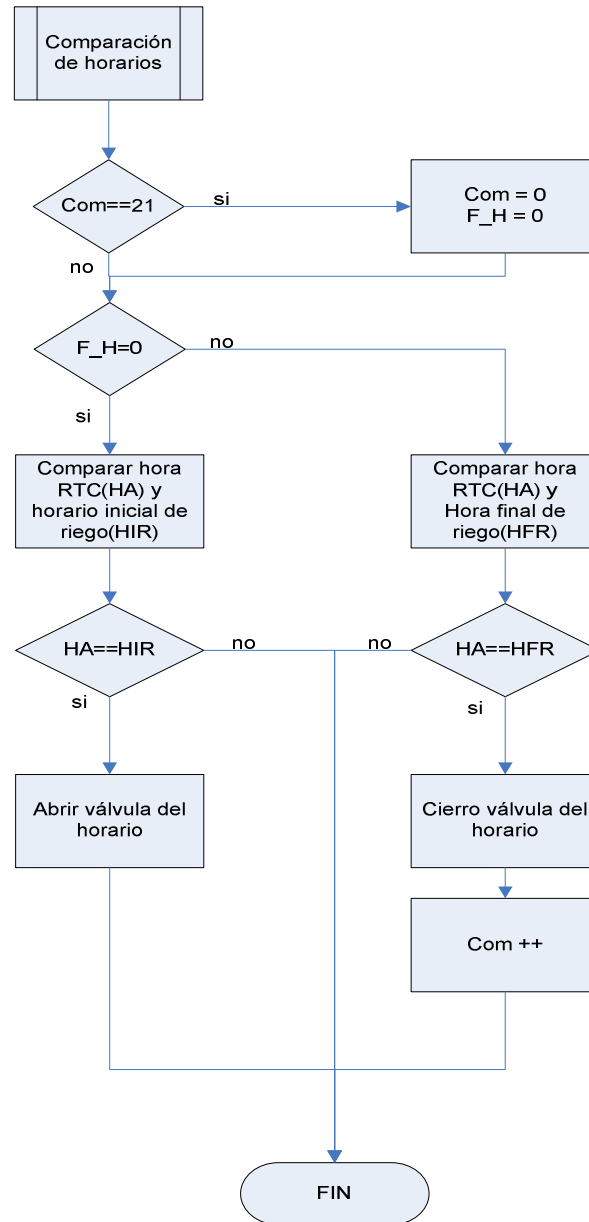 Comparación
de horarios
Com==21
si
Com = 0
F_H = 0
no
F_H=0
no
si
Comparar hora
RTC(HA) y
horario inicial de
riego(HIR)
Comparar hora
RTC(HA) y
Hora final de
riego(HFR)
HA==HIR
no
no
HA==HFR
si
si
Abrir válvula del
horario
Cierro válvula del
horario
Com ++
FIN